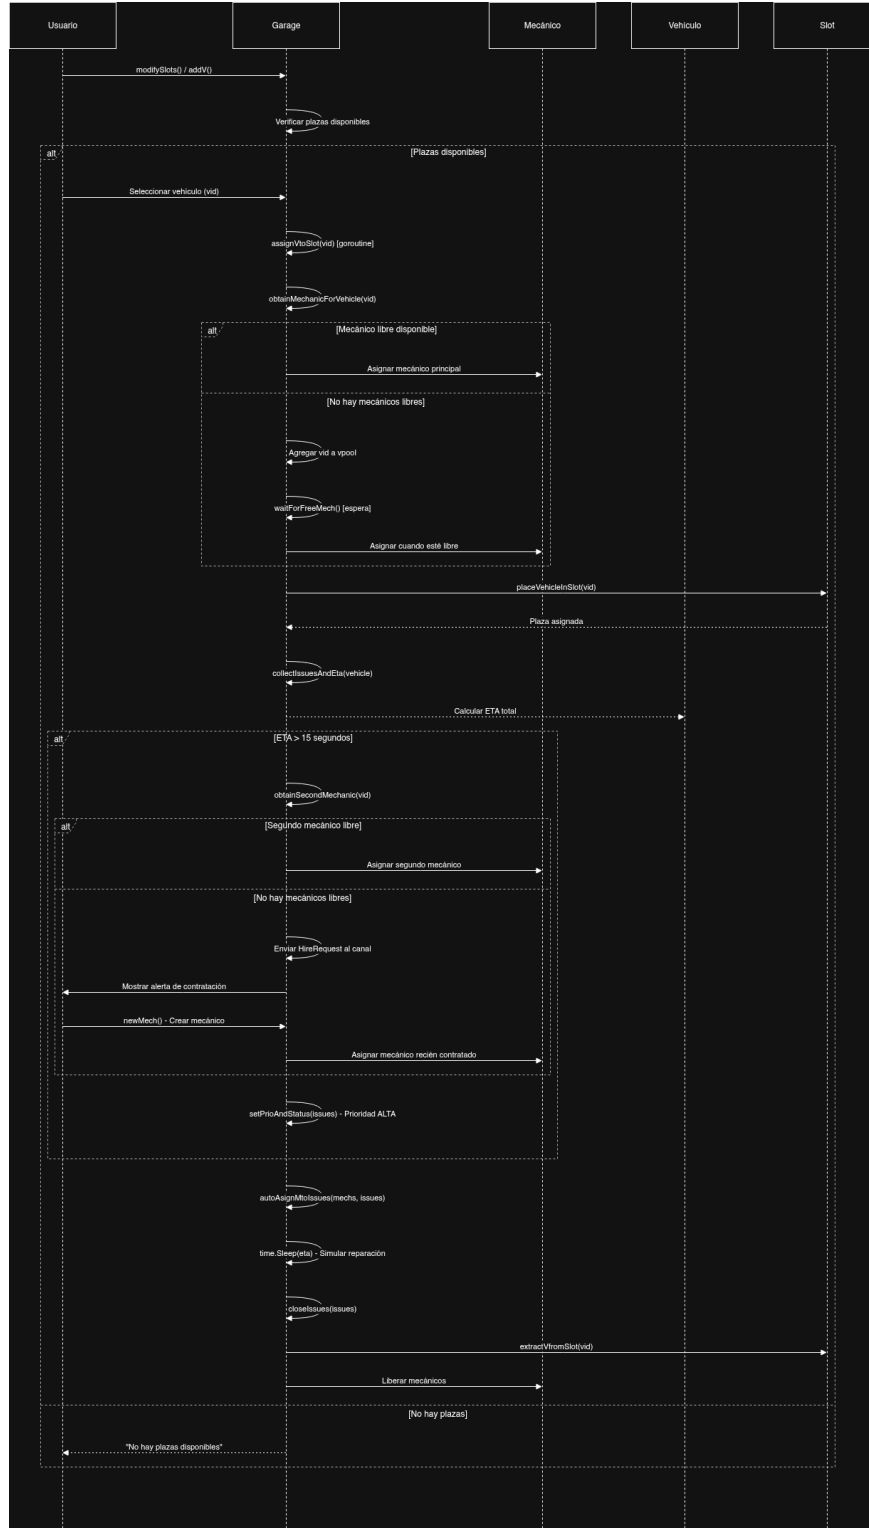 Usuario
Garage
Mecánico
Vehículo
Slot
modifySlots() / addV()
Verificar plazas disponibles
alt
[Plazas disponibles]
Seleccionar vehículo (vid)
assignVtoSlot(vid) [goroutine]
obtainMechanicForVehicle(vid)
alt
[Mecánico libre disponible]
Asignar mecánico principal
[No hay mecánicos libres]
Agregar vid a vpool
waitForFreeMech() [espera]
Asignar cuando esté libre
placeVehicleInSlot(vid)
Plaza asignada
collectIssuesAndEta(vehicle)
Calcular ETA total
alt
[ETA > 15 segundos]
obtainSecondMechanic(vid)
alt
[Segundo mecánico libre]
Asignar segundo mecánico
[No hay mecánicos libres]
Enviar HireRequest al canal
Mostrar alerta de contratación
newMech() - Crear mecánico
Asignar mecánico recién contratado
setPrioAndStatus(issues) - Prioridad ALTA
autoAsignMtoIssues(mechs, issues)
time.Sleep(eta) - Simular reparación
closeIssues(issues)
extractVfromSlot(vid)
Liberar mecánicos
[No hay plazas]
"No hay plazas disponibles"